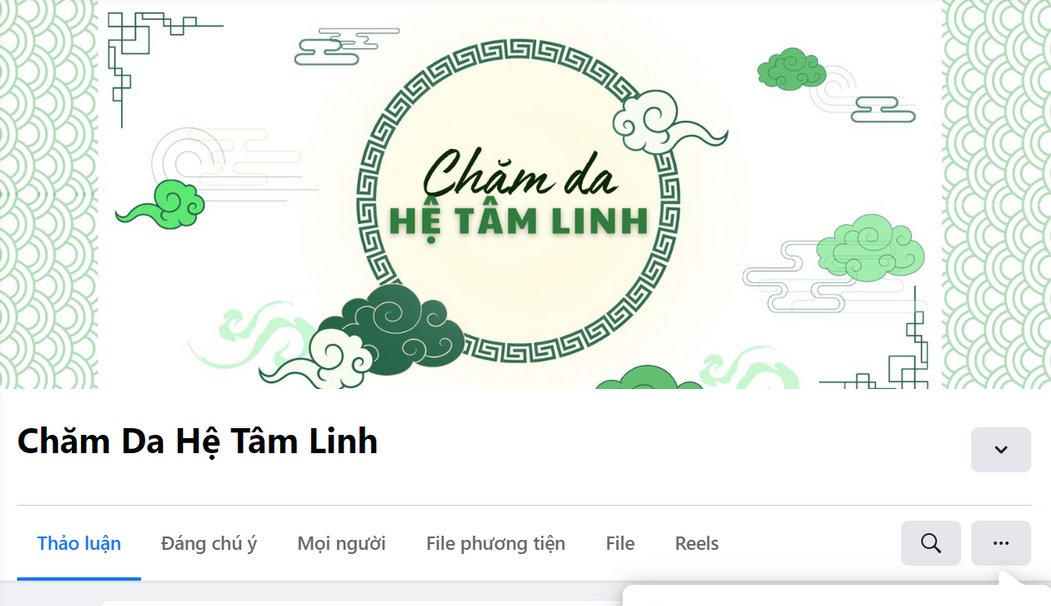 Chăm da
HỆ TÂM LINH
Chăm Da Hệ Tâm Linh
Thảo luận
Đáng chú ý
Mọi người
File phương tiện
File
Reels